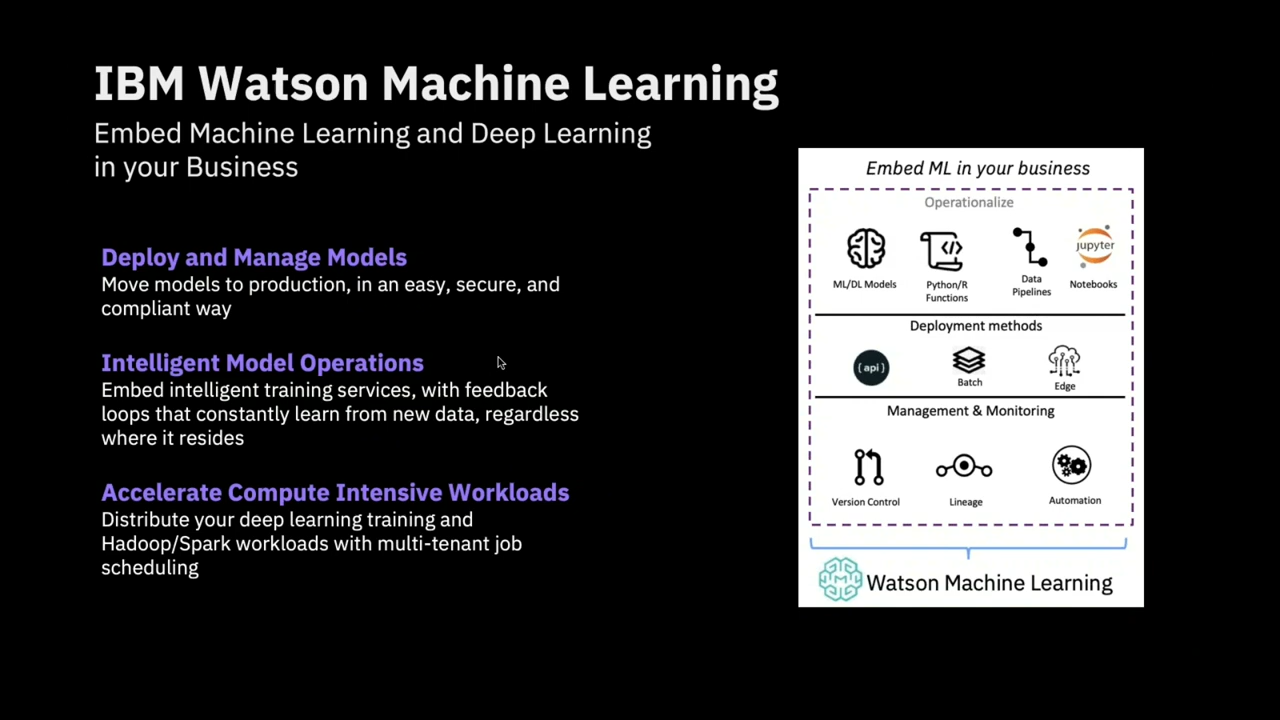 IBM Watson Machine Learning
Embed Machine Learning and Deep Learning
in your Business
Deploy and Manage Models
Move models to production, in an easy, secure, and
compliant way
Intelligent Model Operations
Embed intelligent training services, with feedback
loops that constantly learn from new data, regardless
where it resides
Accelerate Compute Intensive Workloads
Distribute your deep learning training and
Hadoop/Spark workloads with multi-tenant job
scheduling
Embed ML in your business
Operationalize
</>
jupyter
ML/DL Models
Python/R
Functions
Data
Pipelines
Notebooks
Deployment methods
{api}
Batch
Edge
Management & Monitoring
Version Control
Lineage
Automation
Watson Machine Learning